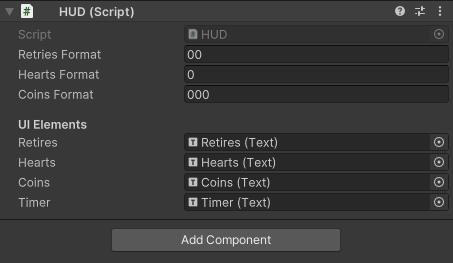 # HUD (Script)
Script # HUD
Retries Format 00
Hearts Format 0
Coins Format 000
UI Elements
Retires T Retires (Text)
Hearts T Hearts (Text)
Coins T Coins (Text)
Timer T Timer (Text)
Add Component